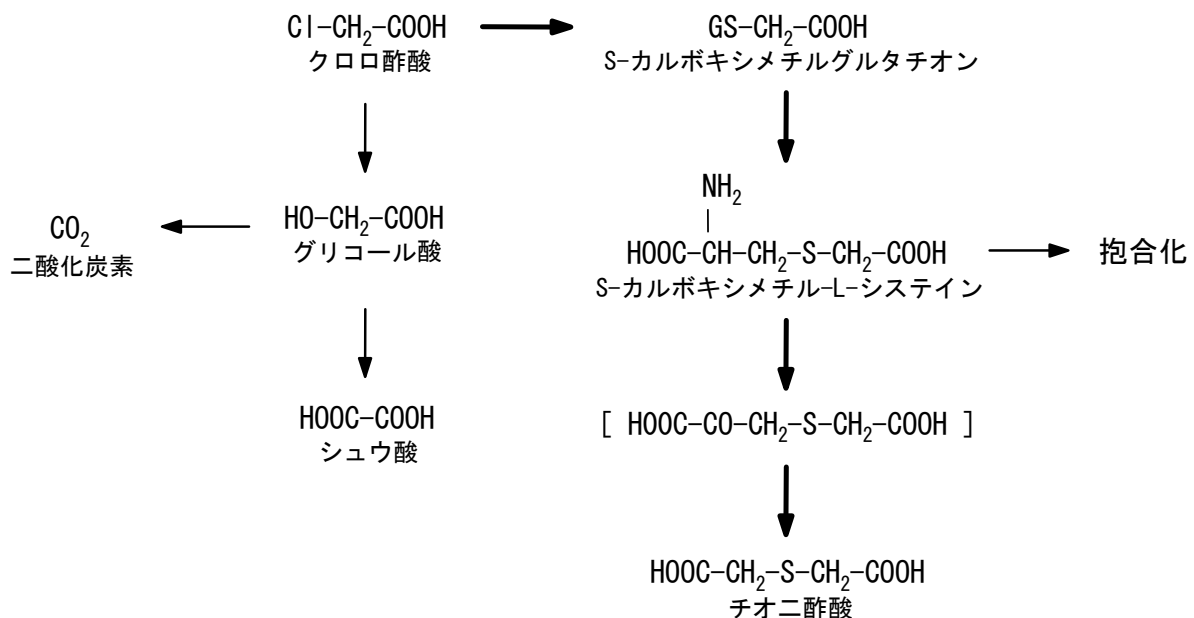 Cl-CH₂-COOH
クロロ酢酸
GS-CH₂-COOH
S-カルボキシメチルグルタチオン
CO₂
二酸化炭素
HO-CH₂-COOH
グリコール酸
NH₂
HOOC-CH-CH₂-S-CH₂-COOH
S-カルボキシメチル-L-システイン
抱合化
HOOC-COOH
シュウ酸
[ HOOC-CO-CH₂-S-CH₂-COOH ]
HOOC-CH₂-S-CH₂-COOH
チオ二酢酸